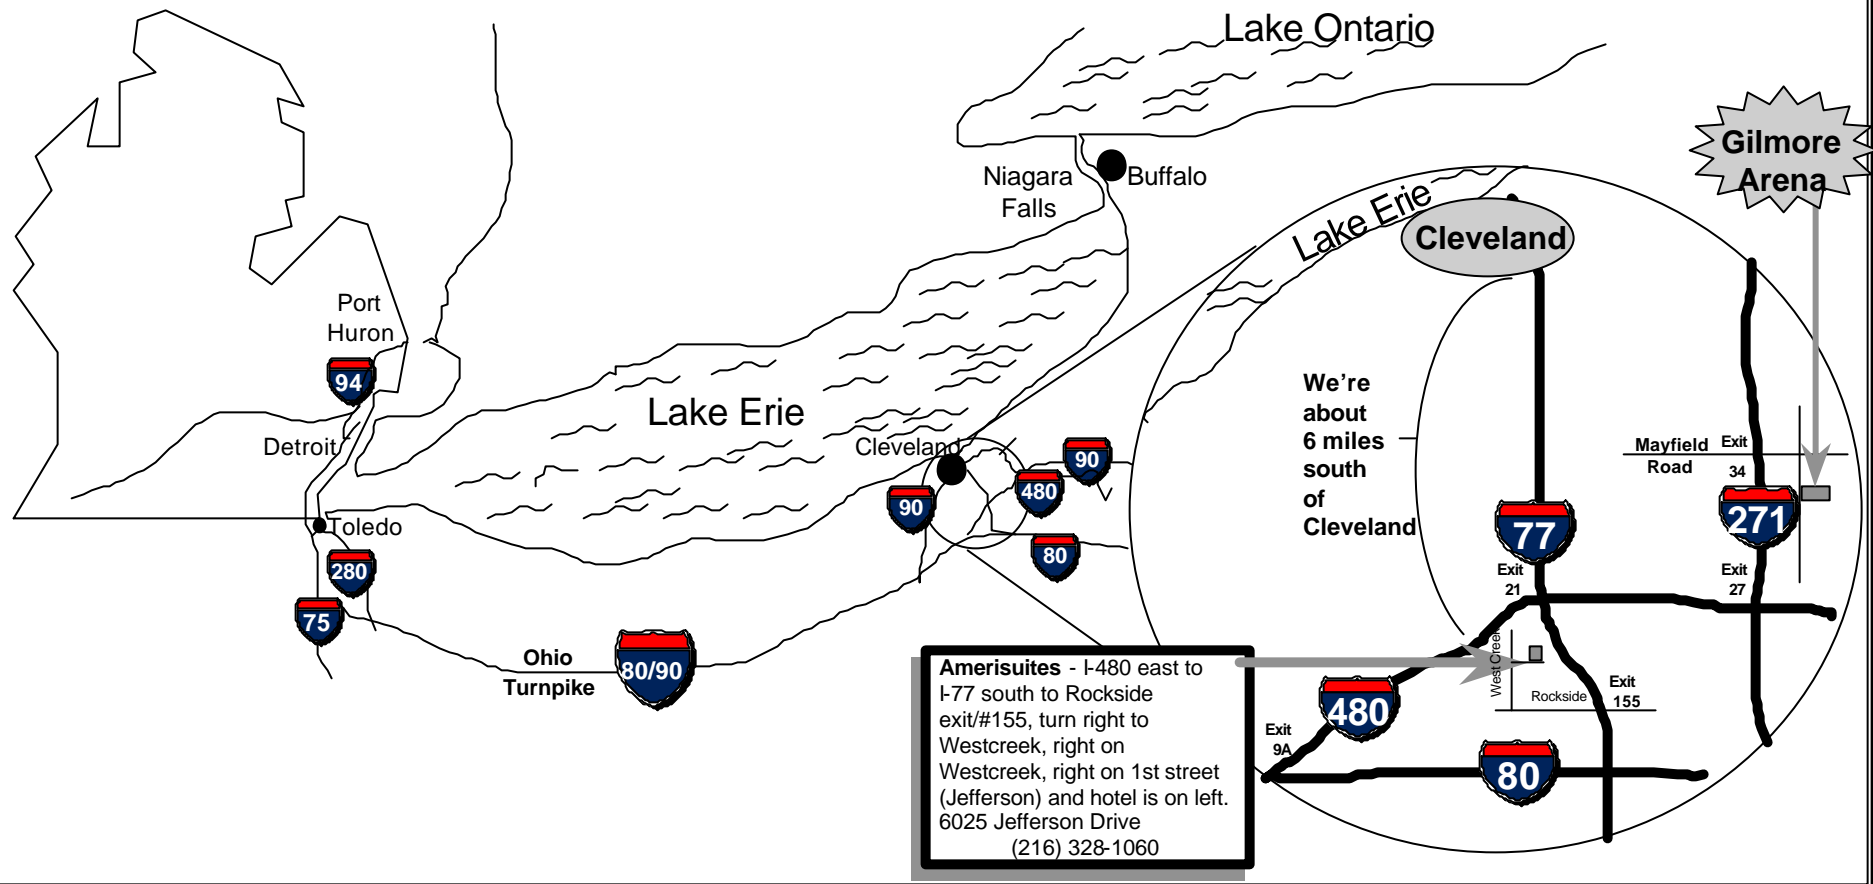 Lake Ontario
Gilmore
Arena
Niagara
Falls
Buffalo
Lake Erie
Cleveland
Port
Huron
94
Detroit
Lake Erie
Cleveland
90
480
90
80
Toledo
280
75
Ohio
Turnpike
80/90
We’re
about
6 miles
south
of
Cleveland
Mayfield
Road
Exit
34
271
77
Exit
21
Exit
27
West Creek
Rockside
Exit
155
480
Exit
9A
80
Amerisuites - I-480 east to
I-77 south to Rockside
exit/#155, turn right to
Westcreek, right on
Westcreek, right on 1st street
(Jefferson) and hotel is on left.
6025 Jefferson Drive
(216) 328-1060